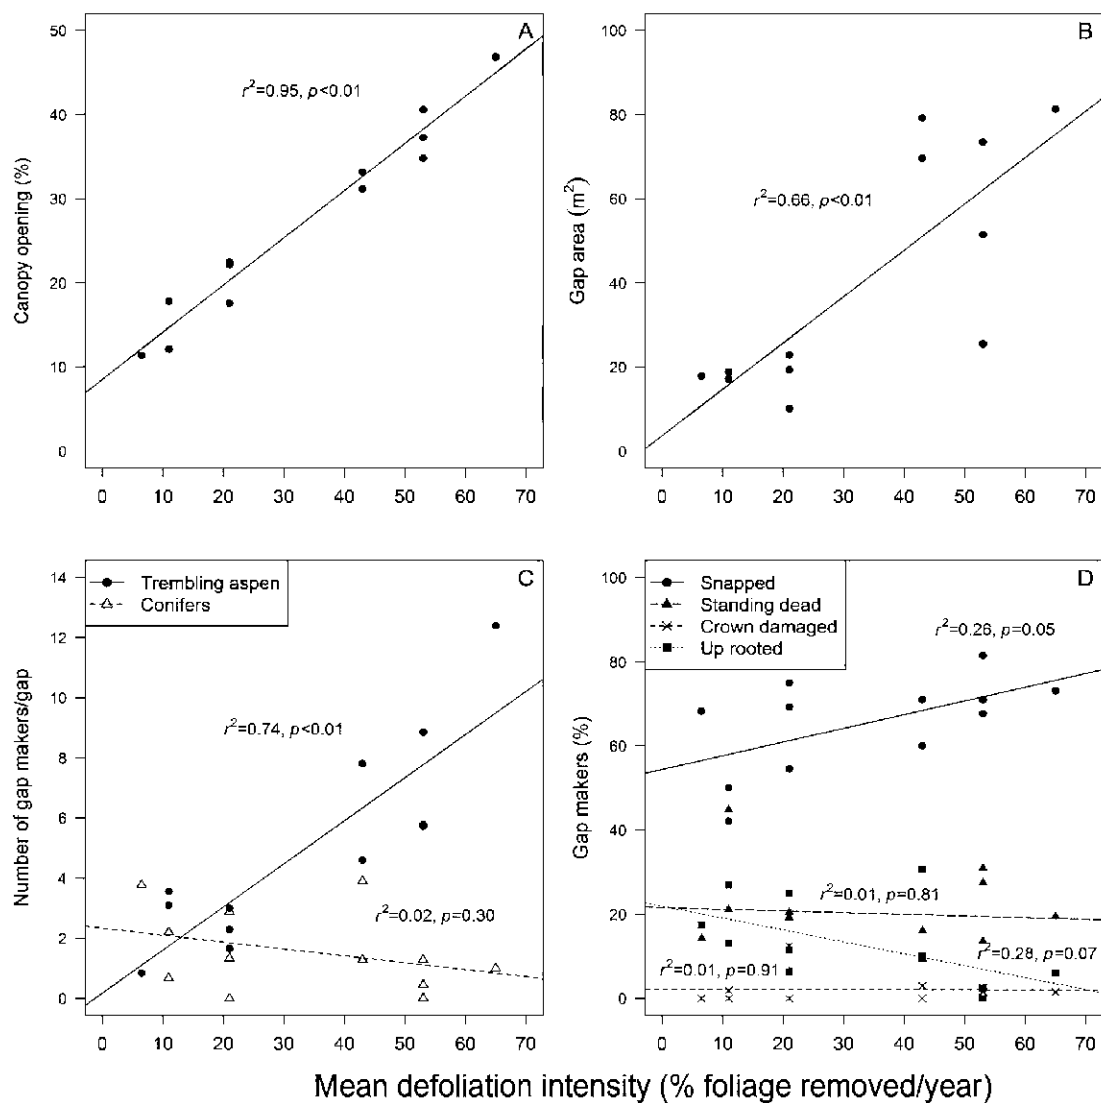 A
r²=0.95, p<0.01
Canopy opening (%)
50
40
30
20
10
0
0 10 20 30 40 50 60 70
B
r²=0.66, p<0.01
Gap area (m²)
100
80
60
40
20
0
0 10 20 30 40 50 60 70
C
Trembling aspen
Conifers
r²=0.74, p<0.01
r²=0.02, p=0.30
Number of gap makers/gap
14
12
10
8
6
4
2
0
0 10 20 30 40 50 60 70
D
Snapped
Standing dead
Crown damaged
Up rooted
r²=0.26, p=0.05
r²=0.01, p=0.81
r²=0.28, p=0.07
r²=0.01, p=0.91
Gap makers (%)
100
80
60
40
20
0
0 10 20 30 40 50 60 70
Mean defoliation intensity (% foliage removed/year)